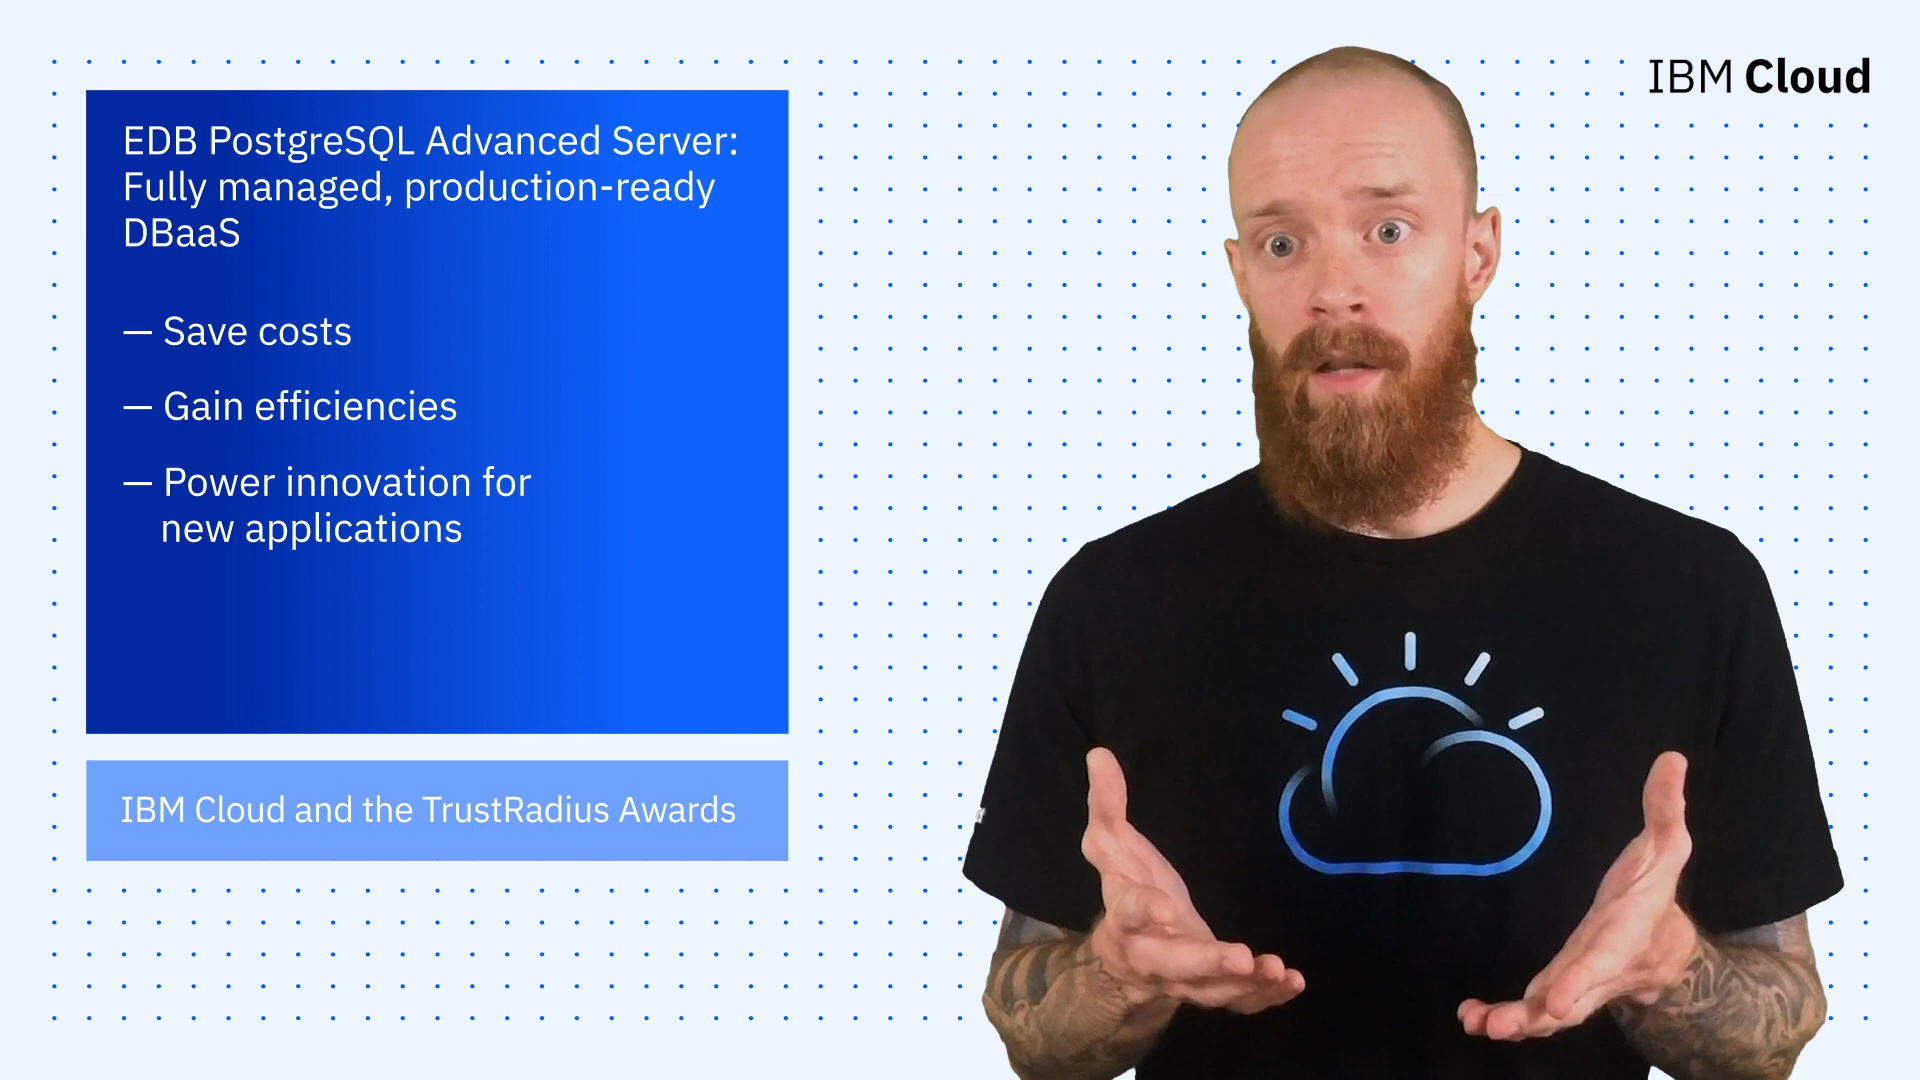 IBM Cloud
EDB PostgreSQL Advanced Server:
Fully managed, production-ready
DBaaS
— Save costs
— Gain efficiencies
— Power innovation for
new applications
IBM Cloud and the TrustRadius Awards